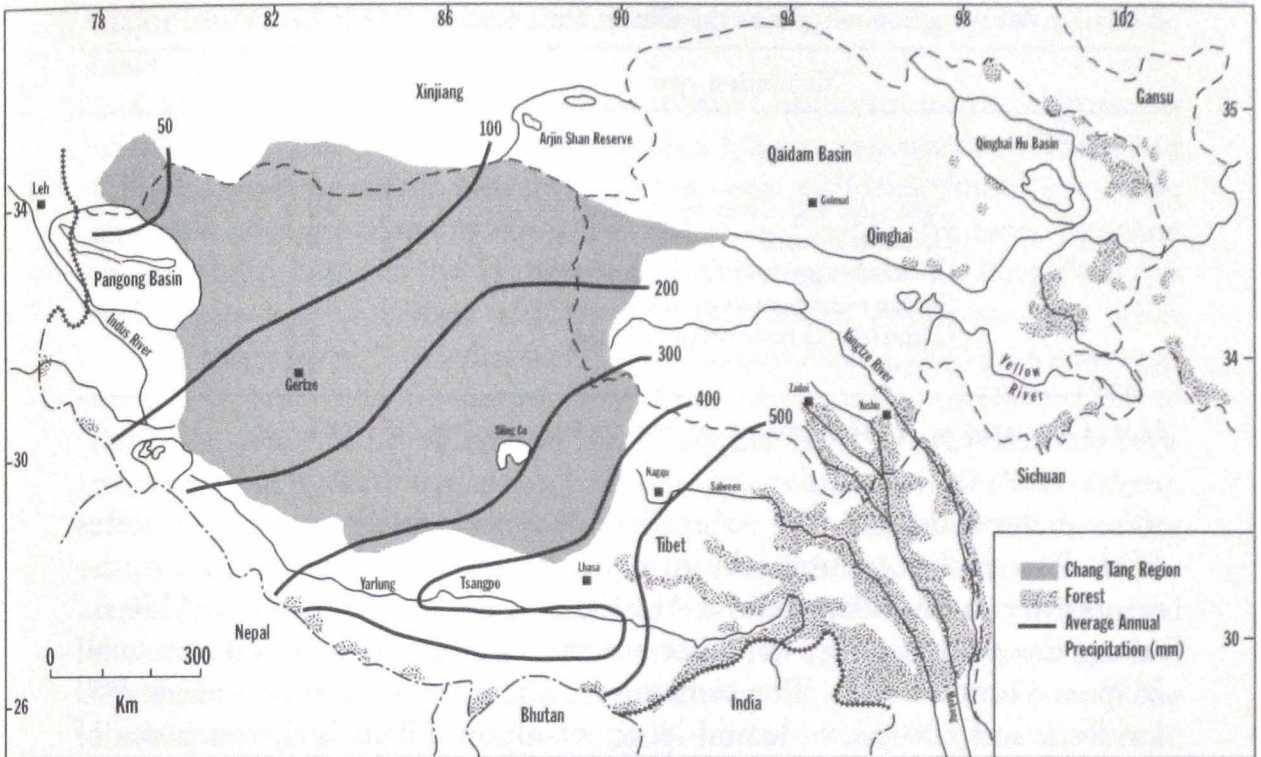 78
82
86
90
94
98
102
Xinjiang
Gansu
35
50
100
Arjin Shan Reserve
Qaidam Basin
Qinghai Hu Basin
Leh
34
Golmud
Qinghai
Pangong Basin
200
Indus River
Yangtze River
300
34
Yellow
River
Gertze
Zadoi
400
500
Siling Co
30
Sichuan
Nagqu
Salween
Tibet
Lhasa
Yarlung
Tsangpo
Chang Tang Region
Forest
Average Annual
Precipitation (mm)
Nepal
30
0
300
Km
26
Bhutan
India